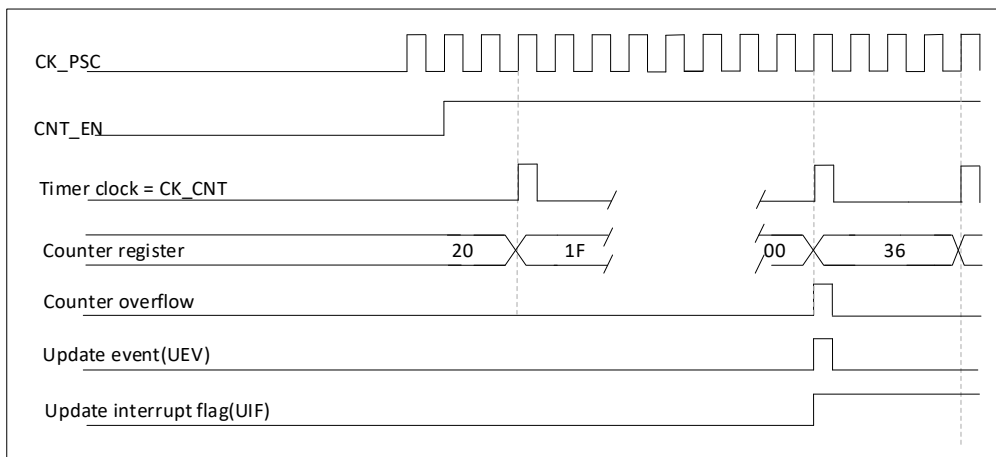 CK_PSC
CNT_EN
Timer clock = CK_CNT
Counter register 20 1F 00 36
Counter overflow
Update event(UEV)
Update interrupt flag(UIF)